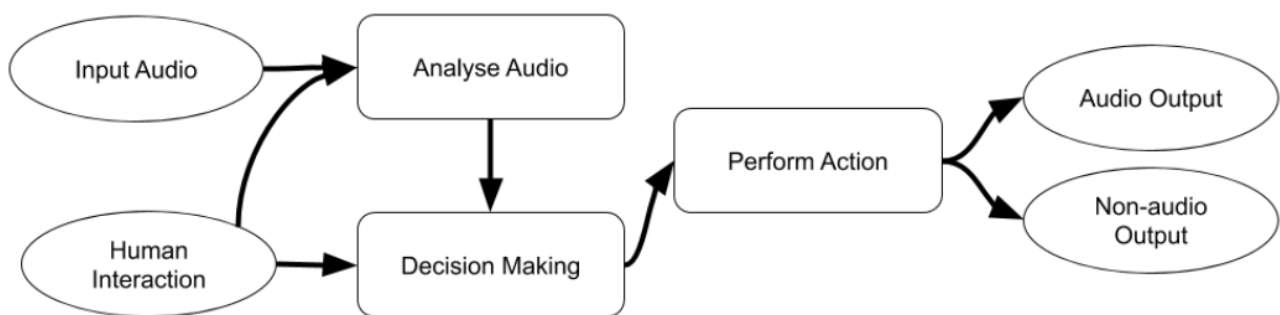 Input Audio
Analyse Audio
Human
Interaction
Decision Making
Perform Action
Audio Output
Non-audio
Output